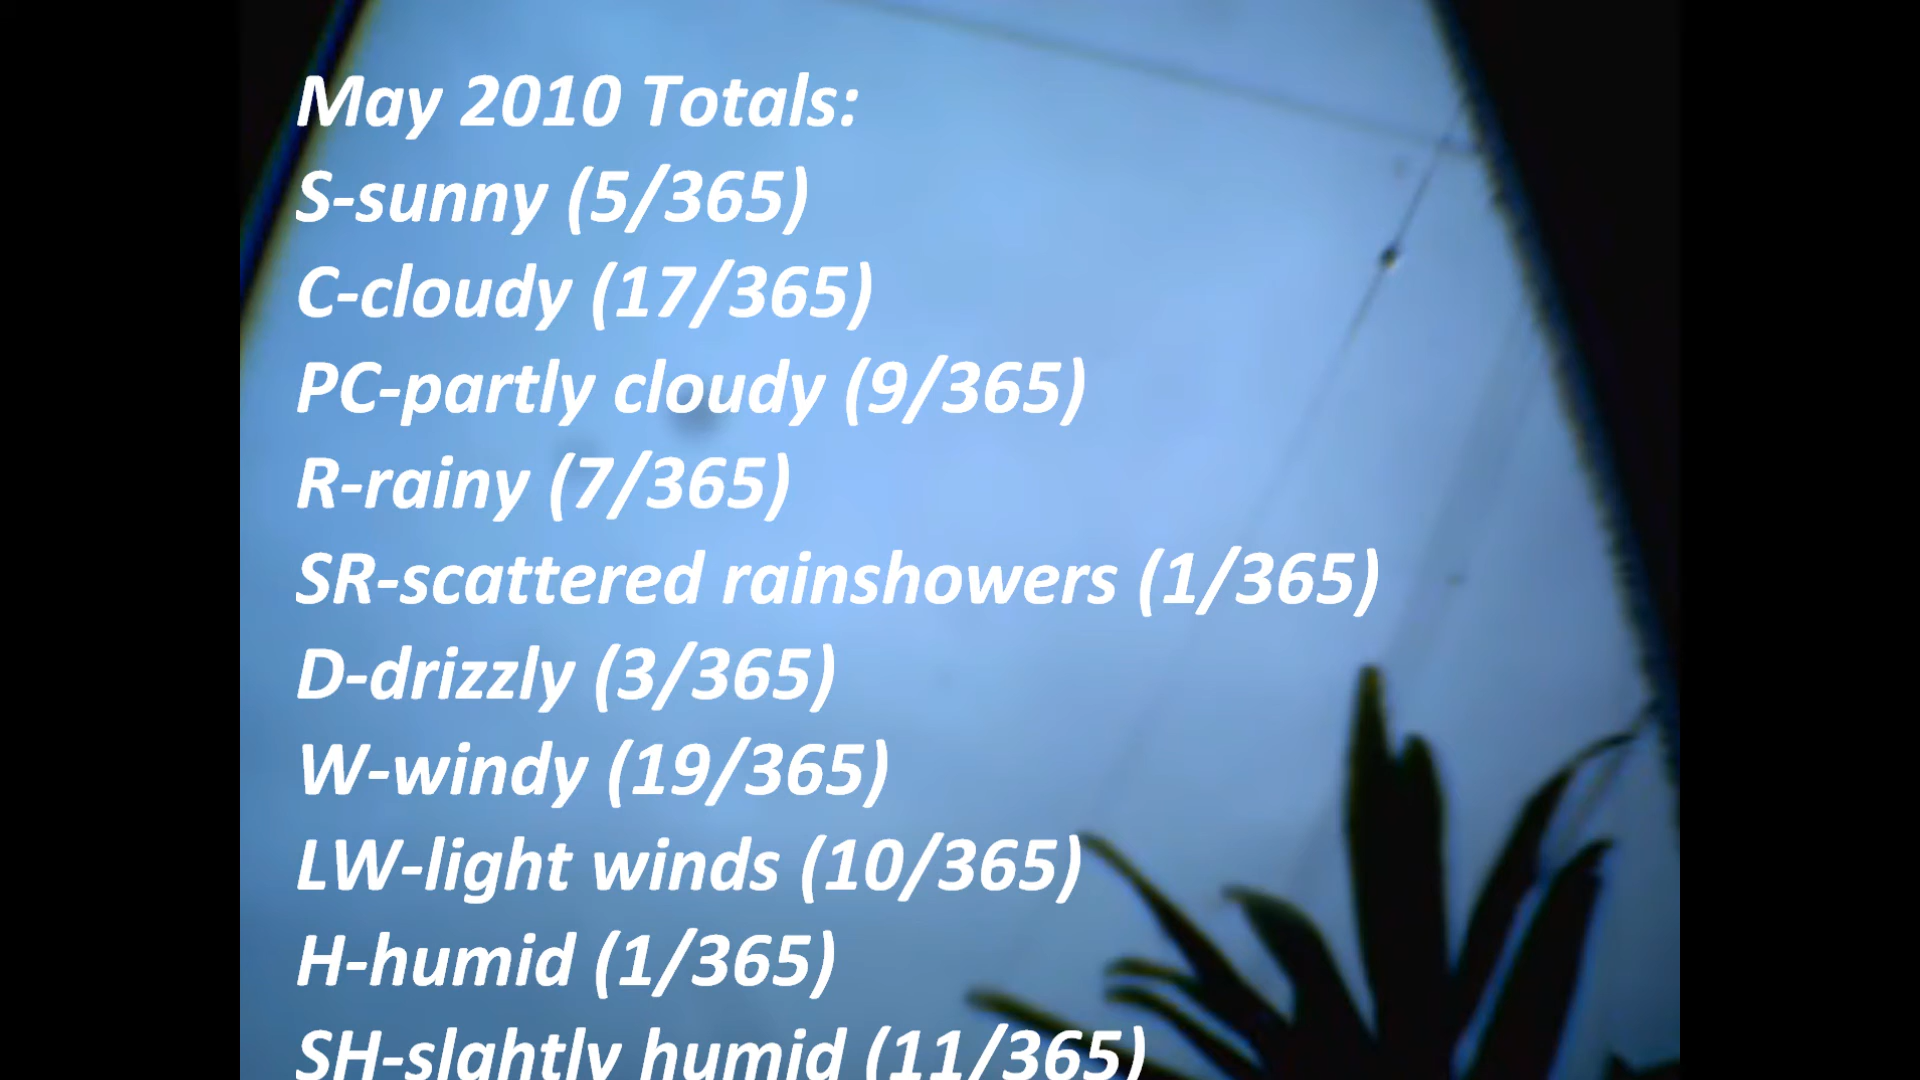 May 2010 Totals:
S-sunny (5/365)
C-cloudy (17/365)
PC-partly cloudy (9/365)
R-rainy (7/365)
SR-scattered rainshowers (1/365)
D-drizzly (3/365)
W-windy (19/365)
LW-light winds (10/365)
H-humid (1/365)
SH-slghtly humid (11/365)